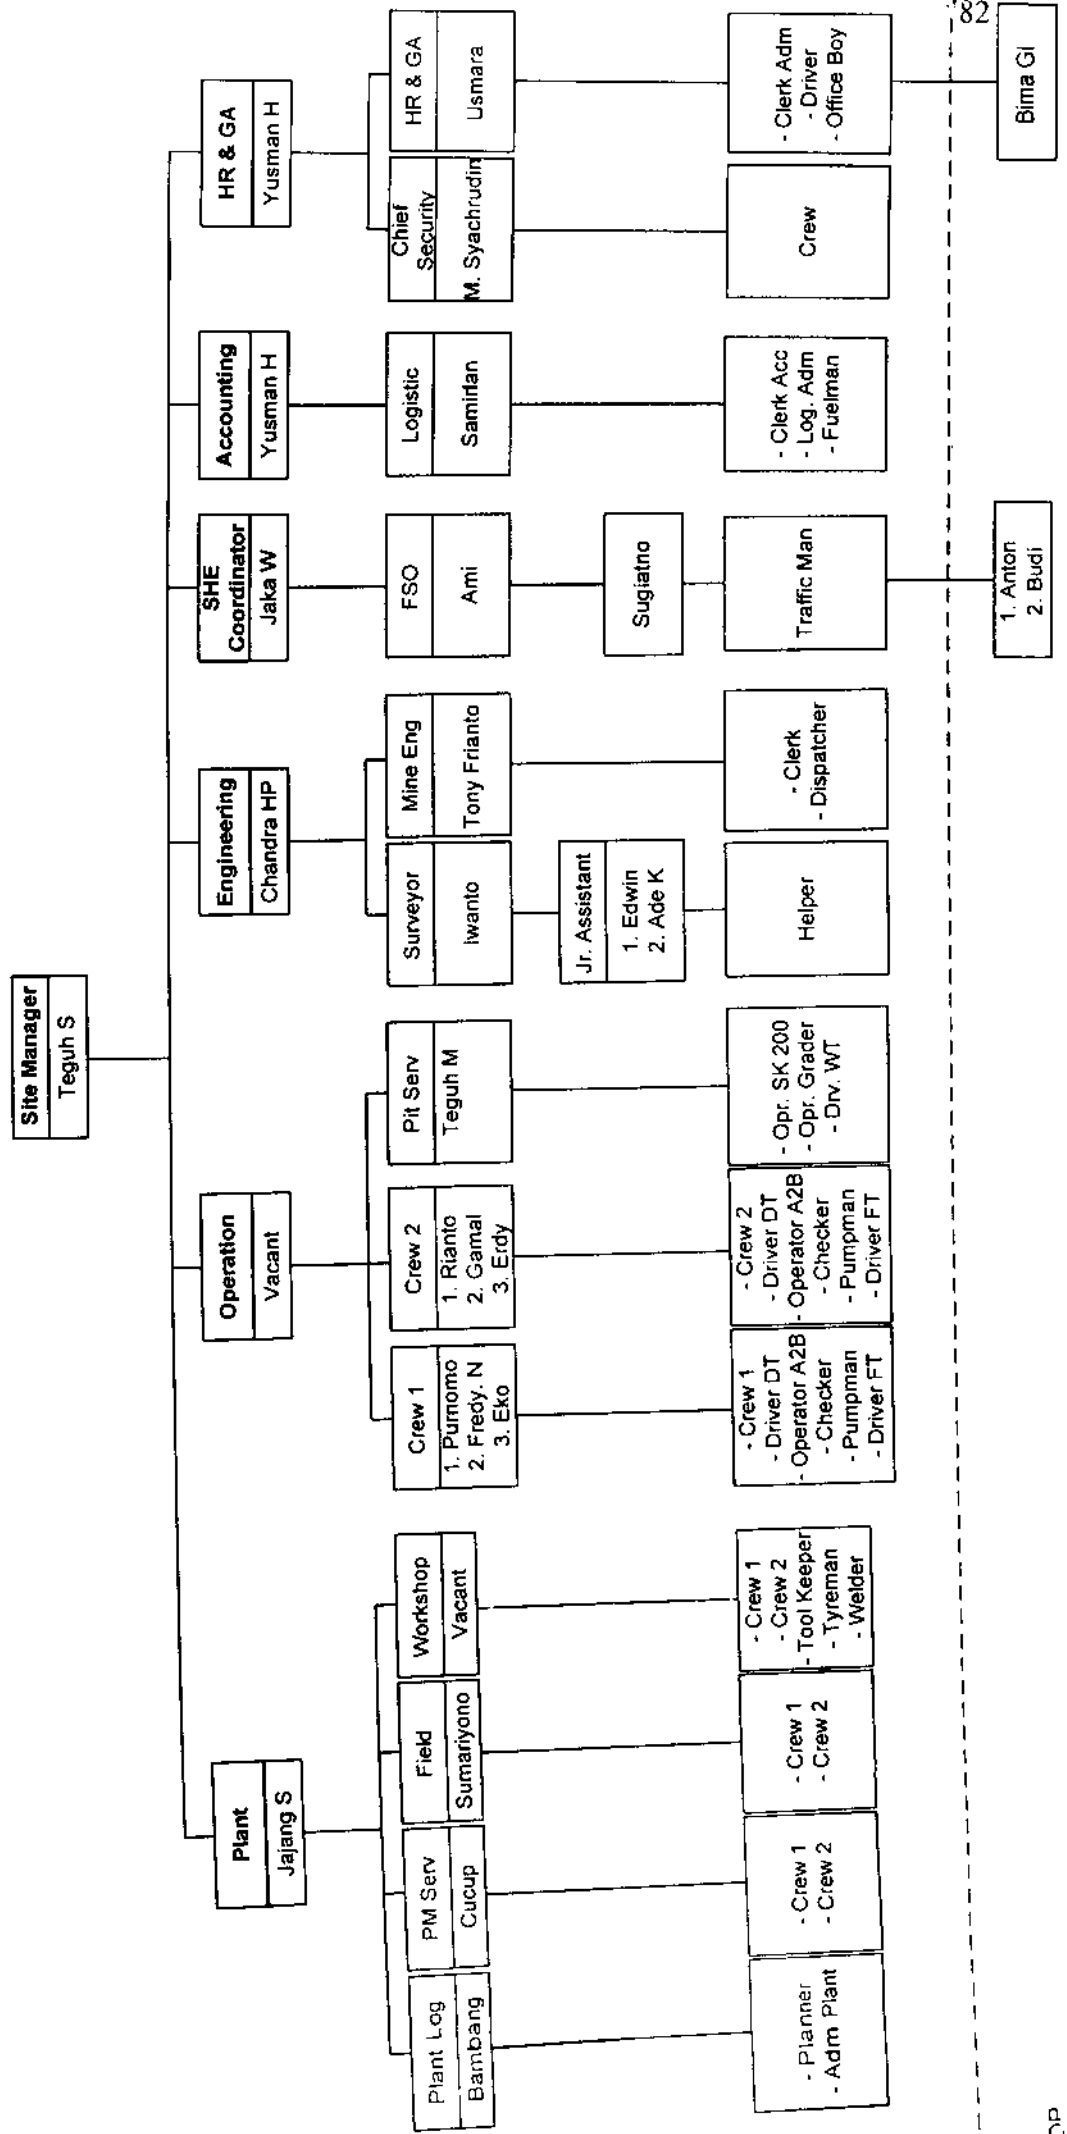 Site Manager
Teguh S
Plant
Jajang S
Operation
Vacant
Engineering
Chandra HP
SHE
Coordinator
Jaka W
Accounting
Yusman H
HR & GA
Yusman H
Plant Log
Bambang
PM Serv
Cucup
Field
Sumariyono
Workshop
Vacant
Crew 1
1. Purnomo
2. Fredy. N
3. Eko
Crew 2
1. Rianto
2. Gamal
3. Erdy
Pit Serv
Teguh M
Surveyor
Iwanto
Mine Eng
Tony Frianto
FSO
Ami
Logistic
Samirlan
Chief
Security
M. Syachrudin
HR & GA
Usmara
Jr. Assistant
1. Edwin
2. Ade K
Sugiatno
- Planner
- Adm Plant
- Crew 1
- Crew 2
- Crew 1
- Crew 2
- Crew 1
- Crew 2
- Tool Keeper
- Tyreman
- Welder
- Crew 1
- Driver DT
- Operator A2B
- Checker
- Pumpman
- Driver FT
- Crew 2
- Driver DT
- Operator A2B
- Checker
- Pumpman
- Driver FT
- Opr. SK 200
- Opr. Grader
- Drv. WT
Helper
- Clerk
- Dispatcher
Traffic Man
- Clerk Acc
- Log. Adm
- Fuelman
Crew
- Clerk Adm
- Driver
- Office Boy
82
1. Anton
2. Budi
Bima GI